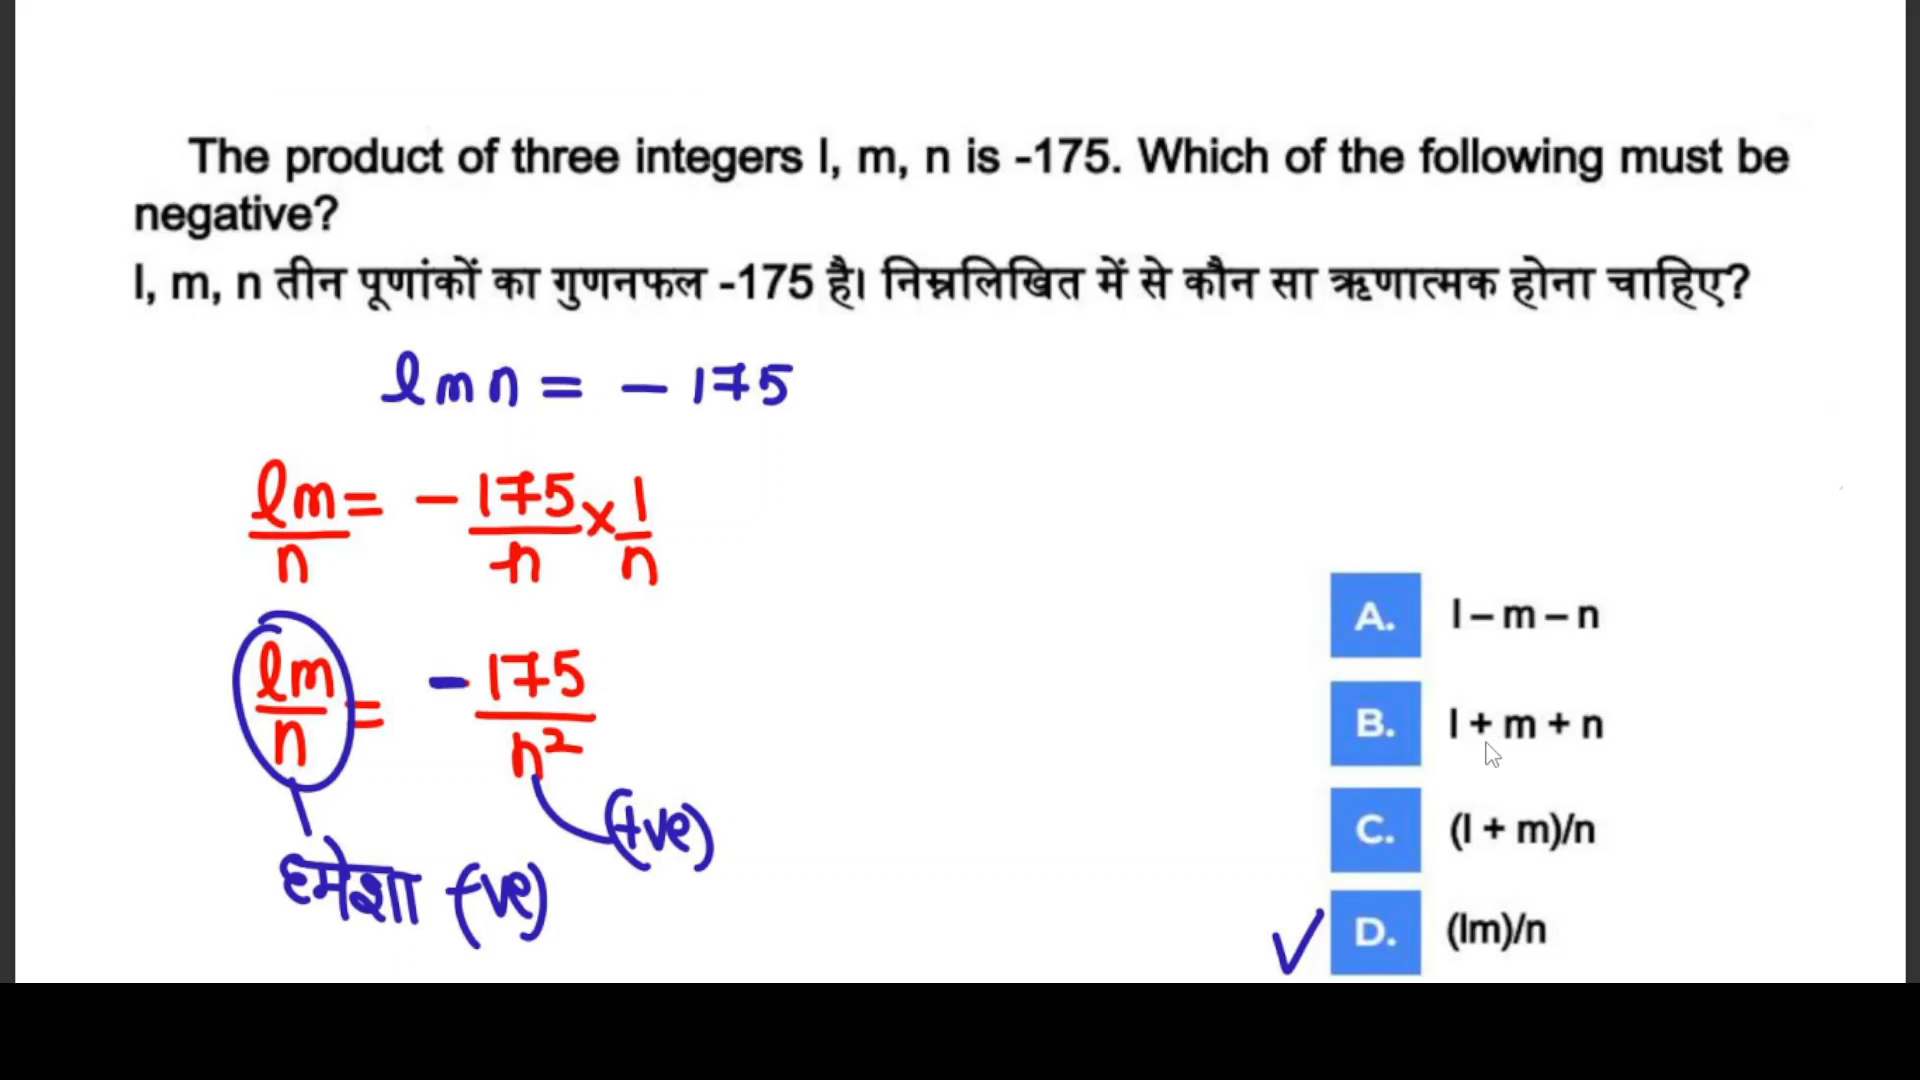 The product of three integers l, m, n is -175. Which of the following must be
negative?
l, m, n तीन पूणांकों का गुणनफल -175 है। निम्नलिखित में से कौन सा ऋणात्मक होना चाहिए?
lmn = - 175
lm/n = - 175/n × 1/n
lm/n = - 175/n²
(+ve)
हमेशा (-ve)
A. l – m – n
B. l + m + n
C. (l + m)/n
✓ D. (lm)/n